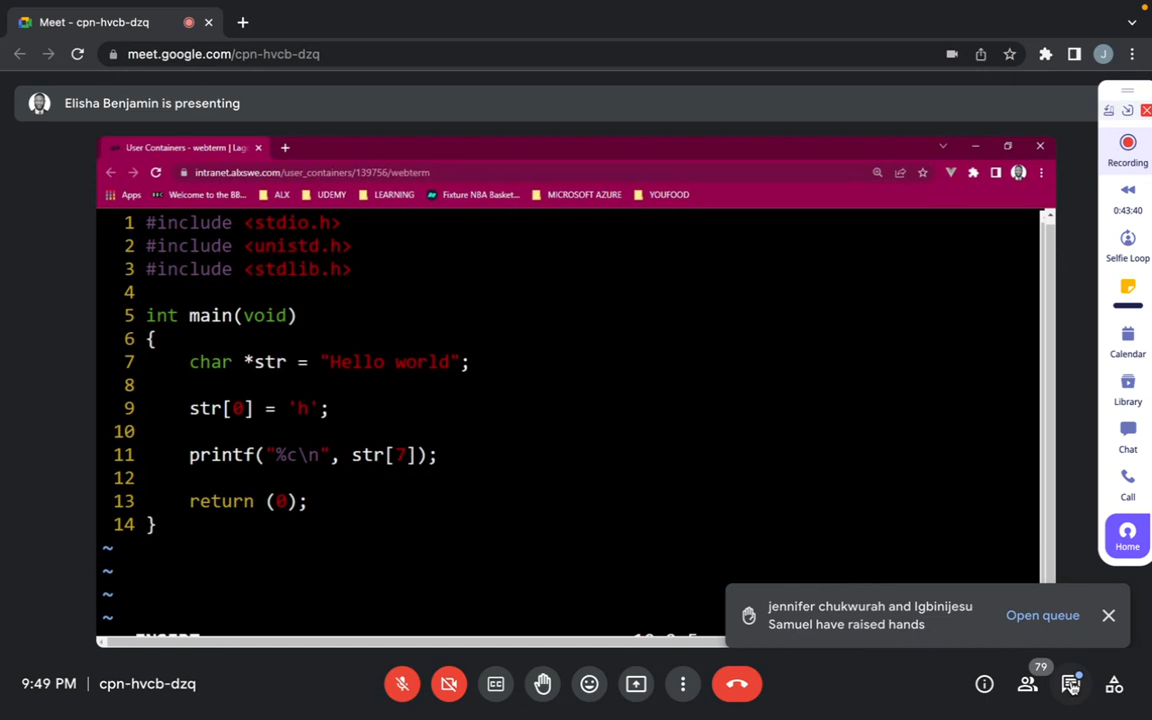 Meet - cpn-hvcb-dzq
meet.google.com/cpn-hvcb-dzq
J
Elisha Benjamin is presenting
User Containers - webterm | Lag
intranet.alxswe.com/user_containers/139756/webterm
Apps
Welcome to the BB...
ALX
UDEMY
LEARNING
Fixture NBA Basket...
MICROSOFT AZURE
YOUFOOD
1 #include <stdio.h>
2 #include <unistd.h>
3 #include <stdlib.h>
4
5 int main(void)
6 {
7 char *str = "Hello world";
8
9 str[0] = 'h';
10
11 printf("%c\n", str[7]);
12
13 return (0);
14 }
~
~
~
~
Recording
00:43:40
Selfie Loop
Calendar
Library
Chat
Call
Home
jennifer chukwurah and Igbinijesu
Samuel have raised hands
Open queue
9:49 PM | cpn-hvcb-dzq
79